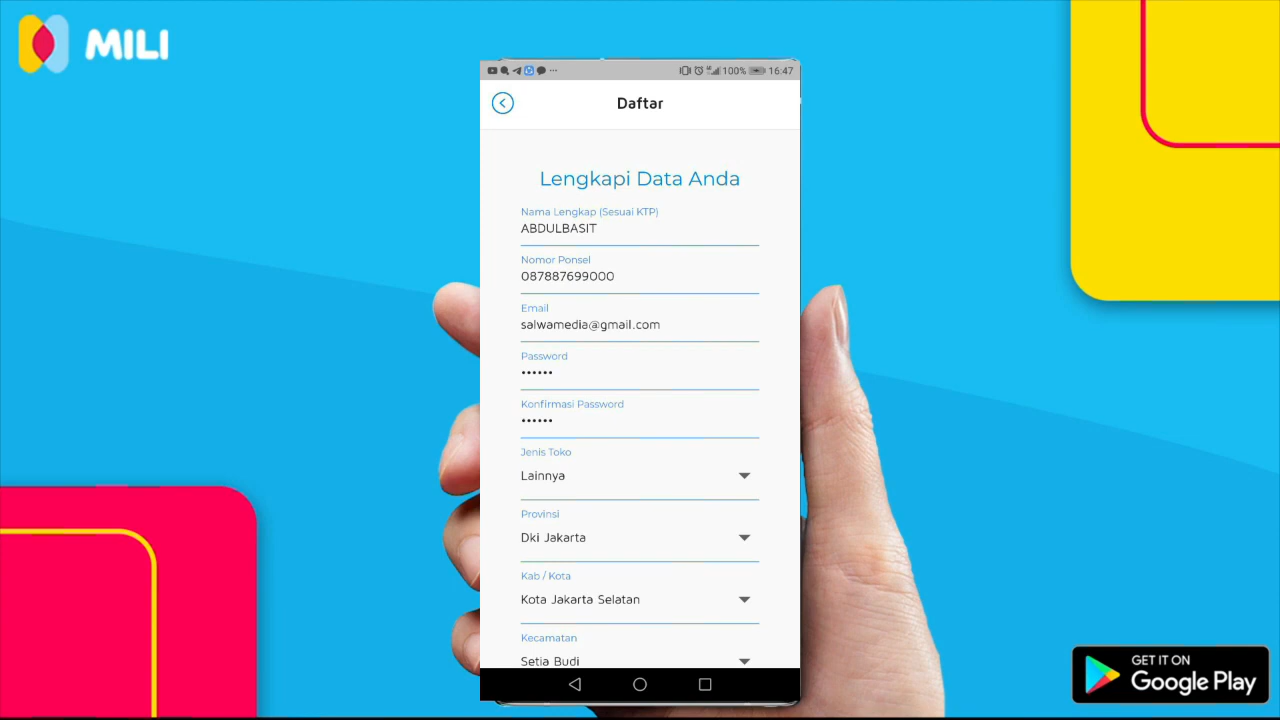 MILI
100% 16:47
Daftar
Lengkapi Data Anda
Nama Lengkap (Sesuai KTP)
ABDULBASIT
Nomor Ponsel
087887699000
Email
salwamedia@gmail.com
Password
••••••
Konfirmasi Password
••••••
Jenis Toko
Lainnya
Provinsi
Dki Jakarta
Kab / Kota
Kota Jakarta Selatan
Kecamatan
Setia Budi
GET IT ON
Google Play